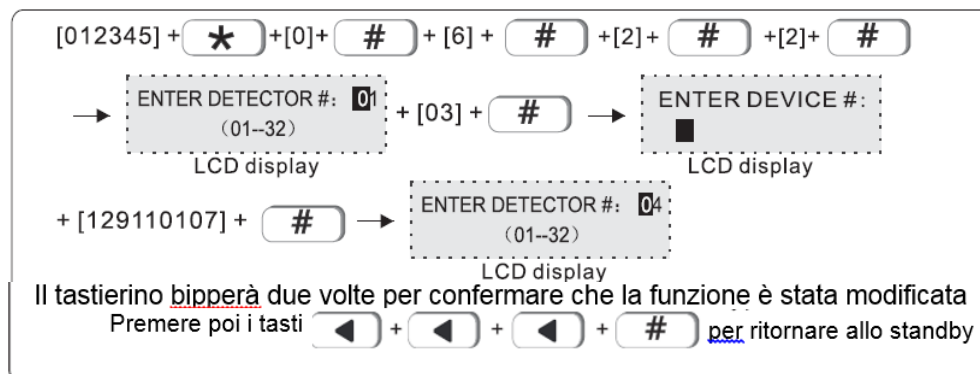 [012345] + * +[0]+ # + [6] + # +[2]+ # +[2]+ #
ENTER DETECTOR #: 01
(01--32)
LCD display
+ [03] + #
ENTER DEVICE #:
LCD display
+ [129110107] + #
ENTER DETECTOR #: 04
(01--32)
LCD display
Il tastierino bipperà due volte per confermare che la funzione è stata modificata
Premere poi i tasti ◀ + ◀ + ◀ + # per ritornare allo standby